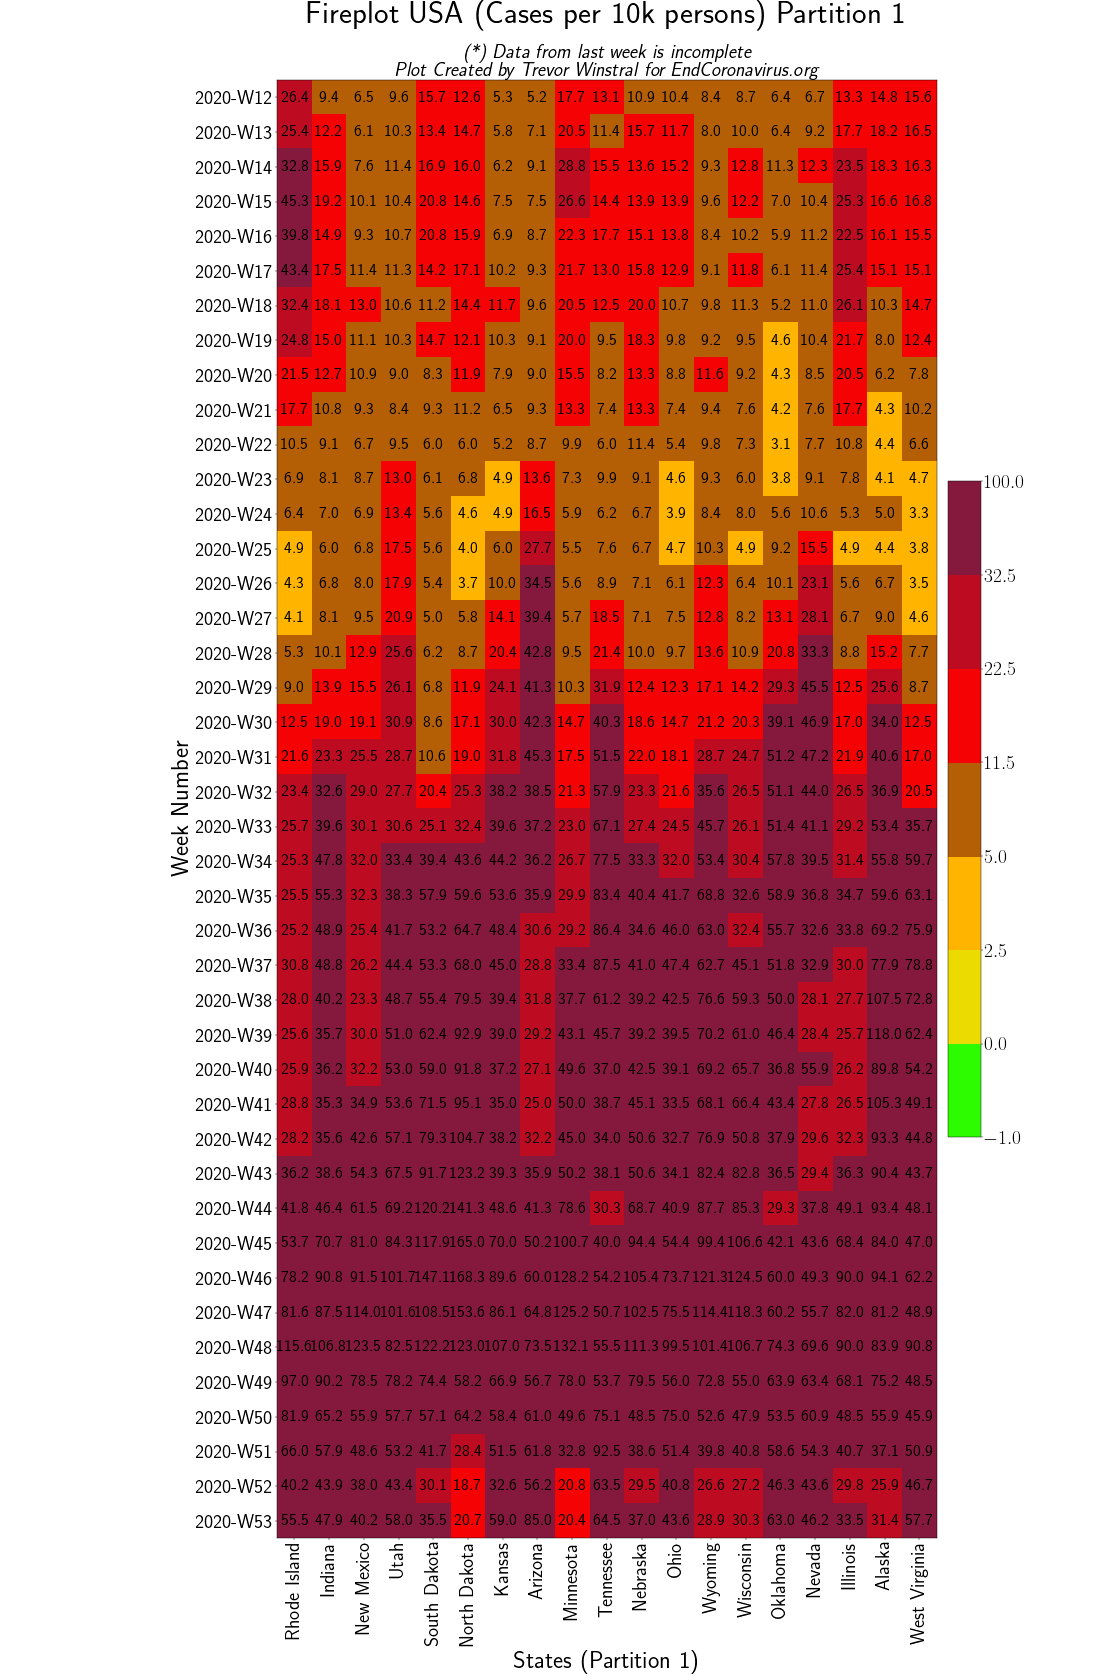 Fireplot USA (Cases per 10k persons) Partition 1
(*) Data from last week is incomplete
Plot Created by Trevor Winstral for EndCoronavirus.org
2020-W12 26.4 9.4 6.5 9.6 15.7 12.6 5.3 5.2 17.7 13.1 10.9 10.4 8.4 8.7 6.4 6.7 13.3 14.8 15.6
2020-W13 25.4 12.2 6.1 10.3 13.4 14.7 5.8 7.1 20.5 11.4 15.7 11.7 8.0 10.0 6.4 9.2 17.7 18.2 16.5
2020-W14 32.8 15.9 7.6 11.4 16.9 16.0 6.2 9.1 28.8 15.5 13.6 15.2 9.3 12.8 11.3 12.3 23.5 18.3 16.3
2020-W15 45.3 19.2 10.1 10.4 20.8 14.6 7.5 7.5 26.6 14.4 13.9 13.9 9.6 12.2 7.0 10.4 25.3 16.6 16.8
2020-W16 39.8 14.9 9.3 10.7 20.8 15.9 6.9 8.7 22.3 17.7 15.1 13.8 8.4 10.2 5.9 11.2 22.5 16.1 15.5
2020-W17 43.4 17.5 11.4 11.3 14.2 17.1 10.2 9.3 21.7 13.0 15.8 12.9 9.1 11.8 6.1 11.4 25.4 15.1 15.1
2020-W18 32.4 18.1 13.0 10.6 11.2 14.4 11.7 9.6 20.5 12.5 20.0 10.7 9.8 11.3 5.2 11.0 26.1 10.3 14.7
2020-W19 24.8 15.0 11.1 10.3 14.7 12.1 10.3 9.1 20.0 9.5 18.3 9.8 9.2 9.5 4.6 10.4 21.7 8.0 12.4
2020-W20 21.5 12.7 10.9 9.0 8.3 11.9 7.9 9.0 15.5 8.2 13.3 8.8 11.6 9.2 4.3 8.5 20.5 6.2 7.8
2020-W21 17.7 10.8 9.3 8.4 9.3 11.2 6.5 9.3 13.3 7.4 13.3 7.4 9.4 7.6 4.2 7.6 17.7 4.3 10.2
2020-W22 10.5 9.1 6.7 9.5 6.0 6.0 5.2 8.7 9.9 6.0 11.4 5.4 9.8 7.3 3.1 7.7 10.8 4.4 6.6
2020-W23 6.9 8.1 8.7 13.0 6.1 6.8 4.9 13.6 7.3 9.9 9.1 4.6 9.3 6.0 3.8 9.1 7.8 4.1 4.7
2020-W24 6.4 7.0 6.9 13.4 5.6 4.6 4.9 16.5 5.9 6.2 6.7 3.9 8.4 8.0 5.6 10.6 5.3 5.0 3.3
2020-W25 4.9 6.0 6.8 17.5 5.6 4.0 6.0 27.7 5.5 7.6 6.7 4.7 10.3 4.9 9.2 15.5 4.9 4.4 3.8
2020-W26 4.3 6.8 8.0 17.9 5.4 3.7 10.0 34.5 5.6 8.9 7.1 6.1 12.3 6.4 10.1 23.1 5.6 6.7 3.5
2020-W27 4.1 8.1 9.5 20.9 5.0 5.8 14.1 39.4 5.7 18.5 7.1 7.5 12.8 8.2 13.1 28.1 6.7 9.0 4.6
2020-W28 5.3 10.1 12.9 25.6 6.2 8.7 20.4 42.8 9.5 21.4 10.0 9.7 13.6 10.9 20.8 33.3 8.8 15.2 7.7
2020-W29 9.0 13.9 15.5 26.1 6.8 11.9 24.1 41.3 10.3 31.9 12.4 12.3 17.1 14.2 29.3 45.5 12.5 25.6 8.7
2020-W30 12.5 19.0 19.1 30.9 8.6 17.1 30.0 42.3 14.7 40.3 18.6 14.7 21.2 20.3 39.1 46.9 17.0 34.0 12.5
2020-W31 21.6 23.3 25.5 28.7 10.6 19.0 31.8 45.3 17.5 51.5 22.0 18.1 28.7 24.7 51.2 47.2 21.9 40.6 17.0
2020-W32 23.4 32.6 29.0 27.7 20.4 25.3 38.2 38.5 21.3 57.9 23.3 21.6 35.6 26.5 51.1 44.0 26.5 36.9 20.5
2020-W33 25.7 39.6 30.1 30.6 25.1 32.4 39.6 37.2 23.0 67.1 27.4 24.5 45.7 26.1 51.4 41.1 29.2 53.4 35.7
2020-W34 25.3 47.8 32.0 33.4 39.4 43.6 44.2 36.2 26.7 77.5 33.3 32.0 53.4 30.4 57.8 39.5 31.4 55.8 59.7
2020-W35 25.5 55.3 32.3 38.3 57.9 59.6 53.6 35.9 29.9 83.4 40.4 41.7 68.8 32.6 58.9 36.8 34.7 59.6 63.1
2020-W36 25.2 48.9 25.4 41.7 53.2 64.7 48.4 30.6 29.2 86.4 34.6 46.0 63.0 32.4 55.7 32.6 33.8 69.2 75.9
2020-W37 30.8 48.8 26.2 44.4 53.3 68.0 45.0 28.8 33.4 87.5 41.0 47.4 62.7 45.1 51.8 32.9 30.0 77.9 78.8
2020-W38 28.0 40.2 23.3 48.7 55.4 79.5 39.4 31.8 37.7 61.2 39.2 42.5 76.6 59.3 50.0 28.1 27.7 107.5 72.8
2020-W39 25.6 35.7 30.0 51.0 62.4 92.9 39.0 29.2 43.1 45.7 39.2 39.5 70.2 61.0 46.4 28.4 25.7 118.0 62.4
2020-W40 25.9 36.2 32.2 53.0 59.0 91.8 37.2 27.1 49.6 37.0 42.5 39.1 69.2 65.7 36.8 55.9 26.2 89.8 54.2
2020-W41 28.8 35.3 34.9 53.6 71.5 95.1 35.0 25.0 50.0 38.7 45.1 33.5 68.1 66.4 43.4 27.8 26.5 105.3 49.1
2020-W42 28.2 35.6 42.6 57.1 79.3 104.7 38.2 32.2 45.0 34.0 50.6 32.7 76.9 50.8 37.9 29.6 32.3 93.3 44.8
2020-W43 36.2 38.6 54.3 67.5 91.7 123.2 39.3 35.9 50.2 38.1 50.6 34.1 82.4 82.8 36.5 29.4 36.3 90.4 43.7
2020-W44 41.8 46.4 61.5 69.2 120.2 141.3 48.6 41.3 78.6 30.3 68.7 40.9 87.7 85.3 29.3 37.8 49.1 93.4 48.1
2020-W45 53.7 70.7 81.0 84.3 117.9 165.0 70.0 50.2 100.7 40.0 94.4 54.4 99.4 106.6 42.1 43.6 68.4 84.0 47.0
2020-W46 78.2 90.8 91.5 101.7 147.1 168.3 89.6 60.0 128.2 54.2 105.4 73.7 121.3 124.5 60.0 49.3 90.0 94.1 62.2
2020-W47 81.6 87.5 114.0 101.6 108.5 153.6 86.1 64.8 125.2 50.7 102.5 75.5 114.4 118.3 60.2 55.7 82.0 81.2 48.9
2020-W48 115.6 106.8 123.5 82.5 122.2 123.0 107.0 73.5 132.1 55.5 111.3 99.5 101.4 106.7 74.3 69.6 90.0 83.9 90.8
2020-W49 97.0 90.2 78.5 78.2 74.4 58.2 66.9 56.7 78.0 53.7 79.5 56.0 72.8 55.0 63.9 63.4 68.1 75.2 48.5
2020-W50 81.9 65.2 55.9 57.7 57.1 64.2 58.4 61.0 49.6 75.1 48.5 75.0 52.6 47.9 53.5 60.9 48.5 55.9 45.9
2020-W51 66.0 57.9 48.6 53.2 41.7 28.4 51.5 61.8 32.8 92.5 38.6 51.4 39.8 40.8 58.6 54.3 40.7 37.1 50.9
2020-W52 40.2 43.9 38.0 43.4 30.1 18.7 32.6 56.2 20.8 63.5 29.5 40.8 26.6 27.2 46.3 43.6 29.8 25.9 46.7
2020-W53 55.5 47.9 40.2 58.0 35.5 20.7 59.0 85.0 20.4 64.5 37.0 43.6 28.9 30.3 63.0 46.2 33.5 31.4 57.7
Week Number
Rhode Island
Indiana
New Mexico
Utah
South Dakota
North Dakota
Kansas
Arizona
Minnesota
Tennessee
Nebraska
Ohio
Wyoming
Wisconsin
Oklahoma
Nevada
Illinois
Alaska
West Virginia
States (Partition 1)
100.0
32.5
22.5
11.5
5.0
2.5
0.0
−1.0